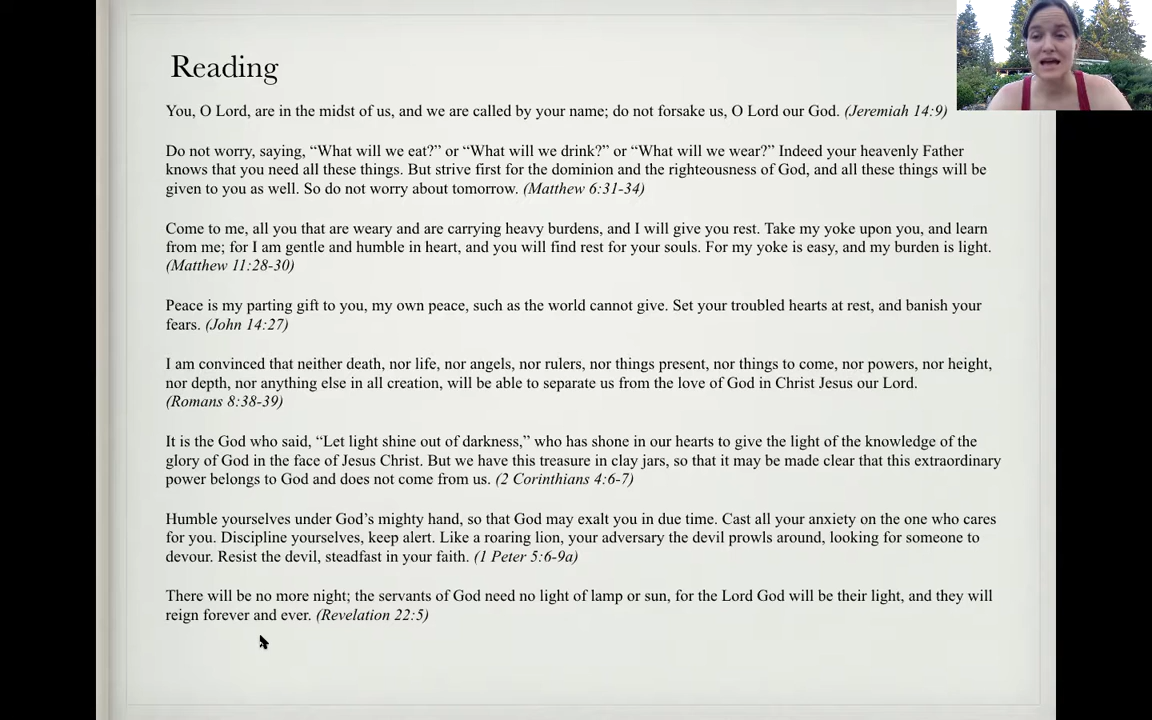 Reading
You, O Lord, are in the midst of us, and we are called by your name; do not forsake us, O Lord our God. (Jeremiah 14:9)
Do not worry, saying, “What will we eat?” or “What will we drink?” or “What will we wear?” Indeed your heavenly Father
knows that you need all these things. But strive first for the dominion and the righteousness of God, and all these things will be
given to you as well. So do not worry about tomorrow. (Matthew 6:31-34)
Come to me, all you that are weary and are carrying heavy burdens, and I will give you rest. Take my yoke upon you, and learn
from me; for I am gentle and humble in heart, and you will find rest for your souls. For my yoke is easy, and my burden is light.
(Matthew 11:28-30)
Peace is my parting gift to you, my own peace, such as the world cannot give. Set your troubled hearts at rest, and banish your
fears. (John 14:27)
I am convinced that neither death, nor life, nor angels, nor rulers, nor things present, nor things to come, nor powers, nor height,
nor depth, nor anything else in all creation, will be able to separate us from the love of God in Christ Jesus our Lord.
(Romans 8:38-39)
It is the God who said, “Let light shine out of darkness,” who has shone in our hearts to give the light of the knowledge of the
glory of God in the face of Jesus Christ. But we have this treasure in clay jars, so that it may be made clear that this extraordinary
power belongs to God and does not come from us. (2 Corinthians 4:6-7)
Humble yourselves under God’s mighty hand, so that God may exalt you in due time. Cast all your anxiety on the one who cares
for you. Discipline yourselves, keep alert. Like a roaring lion, your adversary the devil prowls around, looking for someone to
devour. Resist the devil, steadfast in your faith. (1 Peter 5:6-9a)
There will be no more night; the servants of God need no light of lamp or sun, for the Lord God will be their light, and they will
reign forever and ever. (Revelation 22:5)